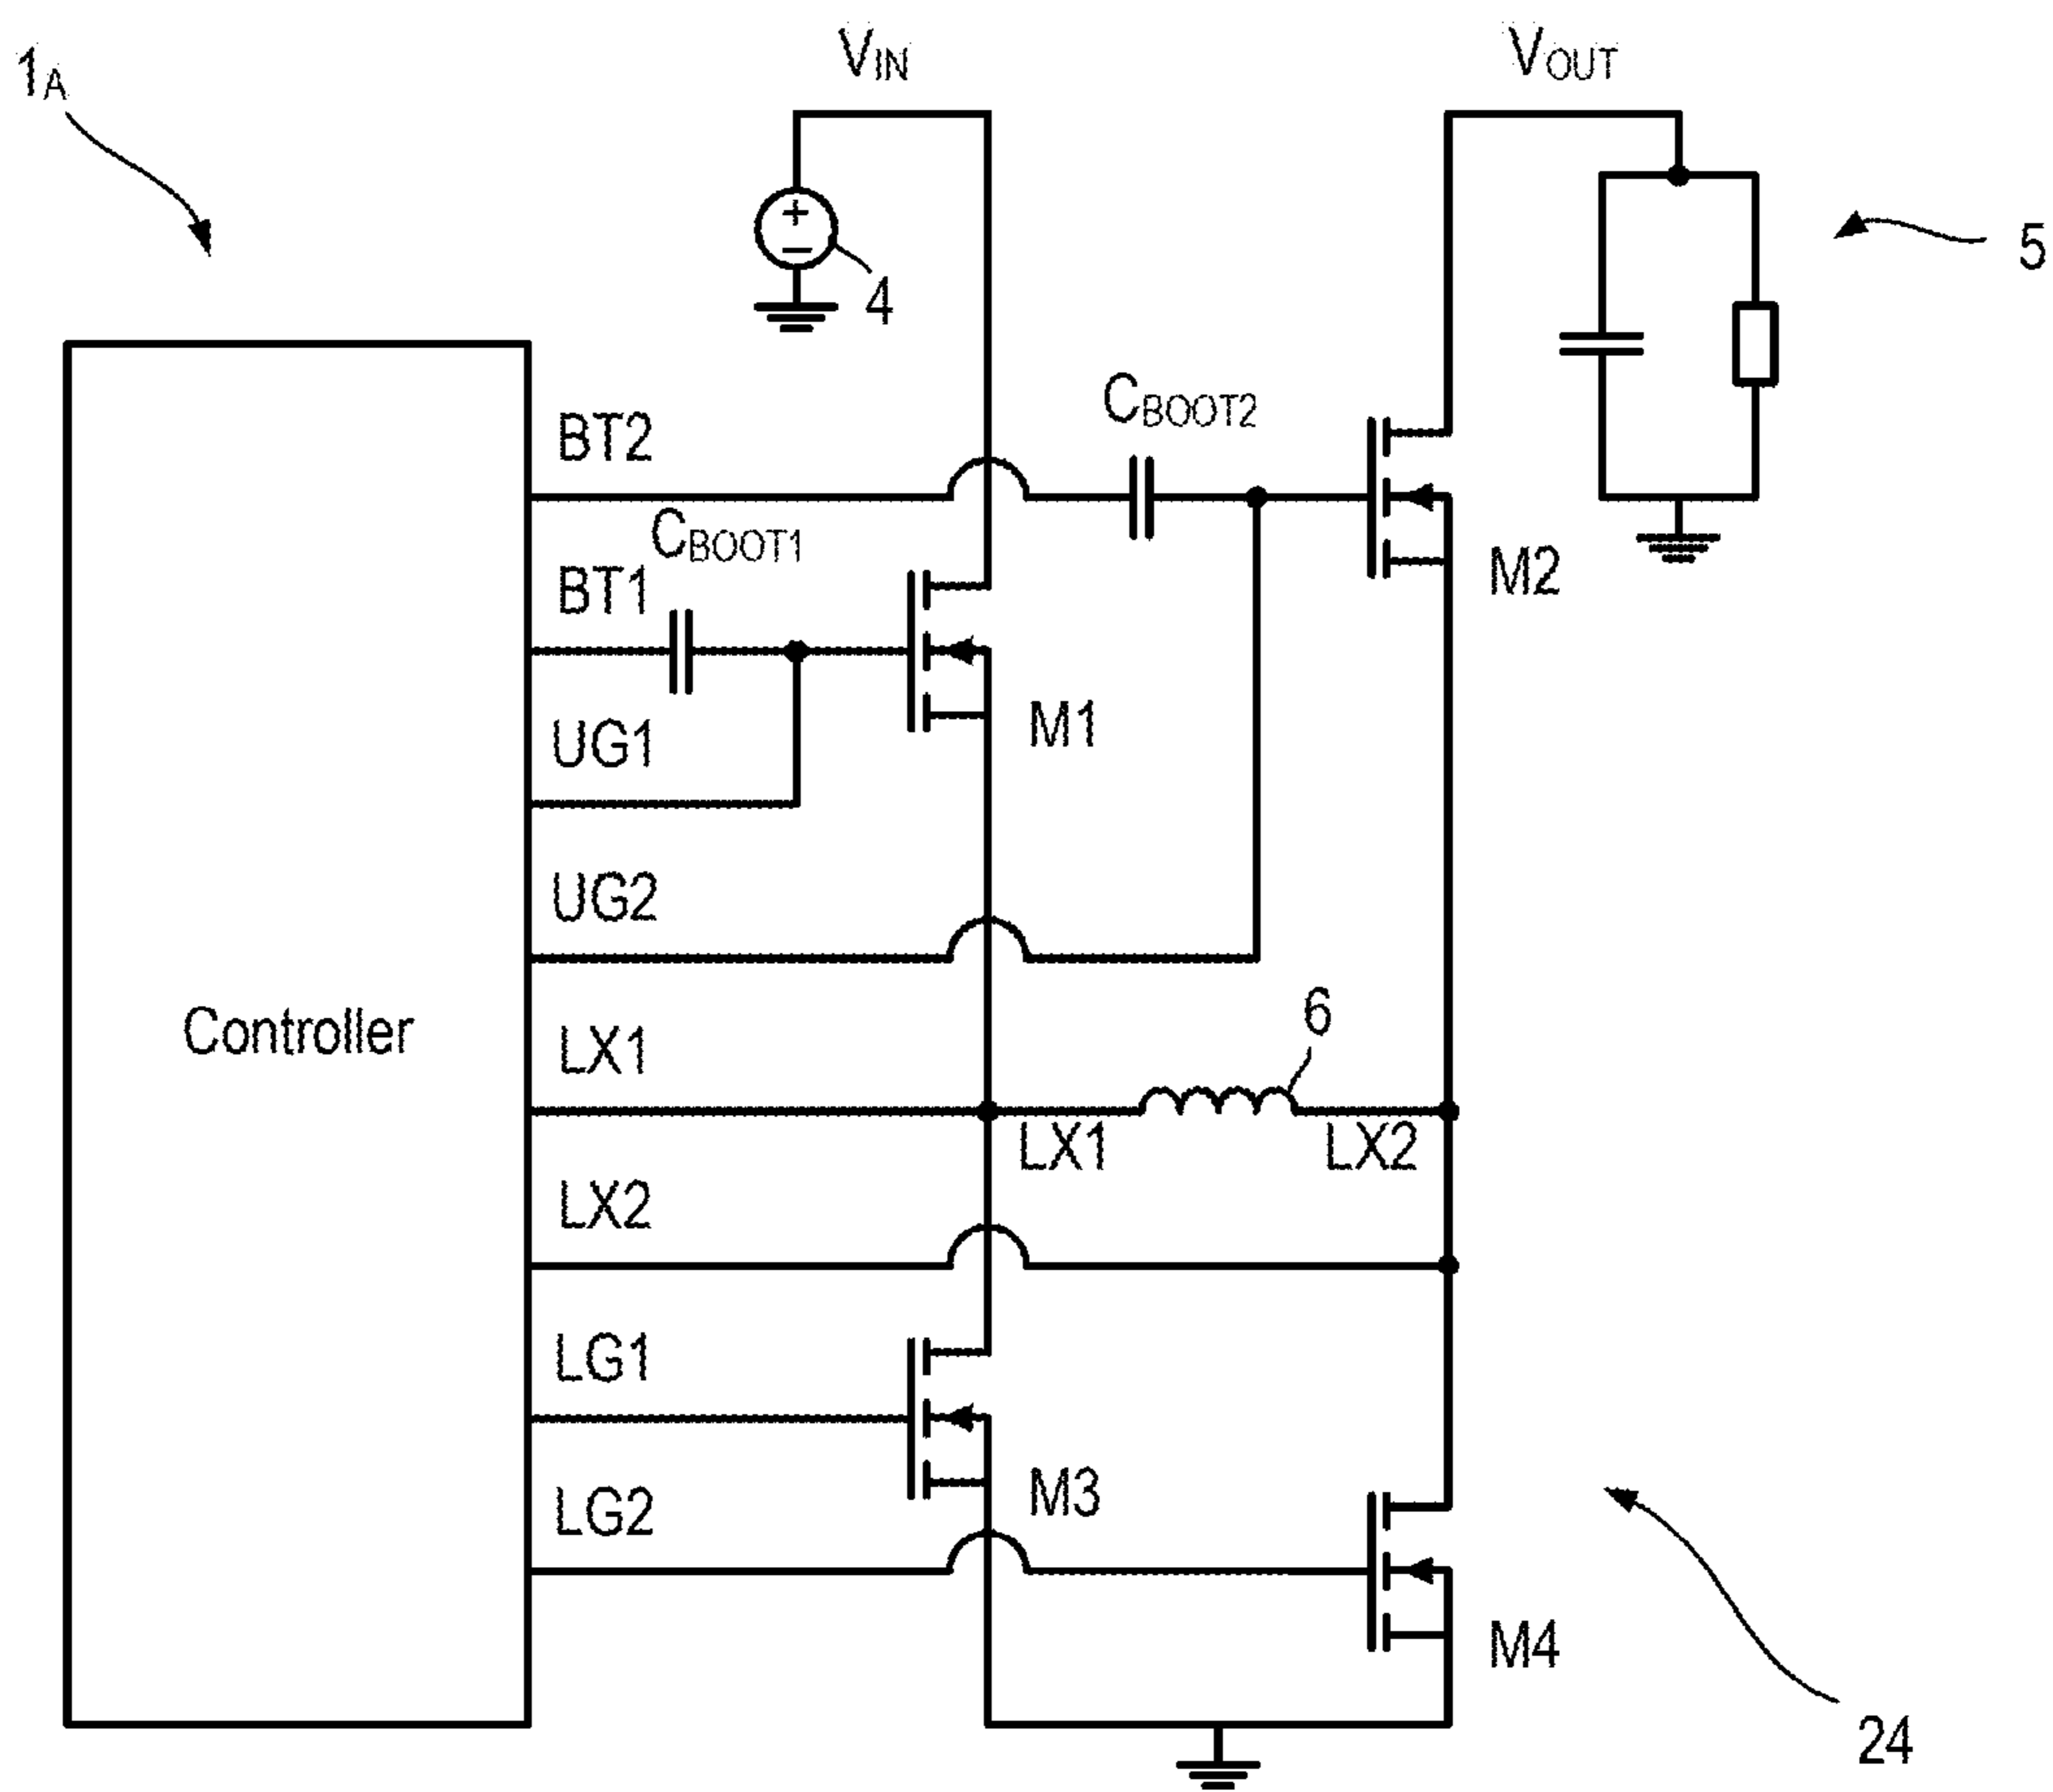 1A
VIN
VOUT
+
−
4
5
BT2
CBOOT2
CBOOT1
BT1
M2
M1
UG1
UG2
Controller
LX1
6
LX1
LX2
LX2
LG1
M3
LG2
M4
24